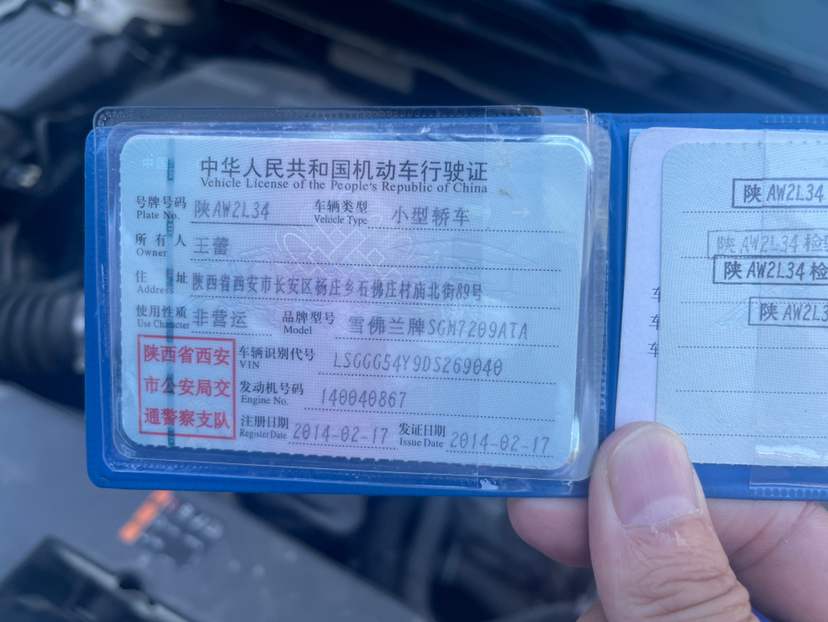 中华人民共和国机动车行驶证
Vehicle License of the People's Republic of China
号牌号码 陕AW2L34 车辆类型 小型轿车
Plate No. Vehicle Type
所有人 王蕾
Owner
住址 陕西省西安市长安区杨庄乡石佛庄村庙北街89号
Address
使用性质 非营运 品牌型号 雪佛兰牌SGM7209ATA
Use Character Model
陕西省西安
市公安局交
通警察支队
车辆识别代号 LSGGG54Y9DS269040
VIN
发动机号码 140040867
Engine No.
注册日期 2014-02-17 发证日期 2014-02-17
Register Date Issue Date
陕AW2L34
陕AW2L34 检
陕AW2L34 检
陕AW2L3